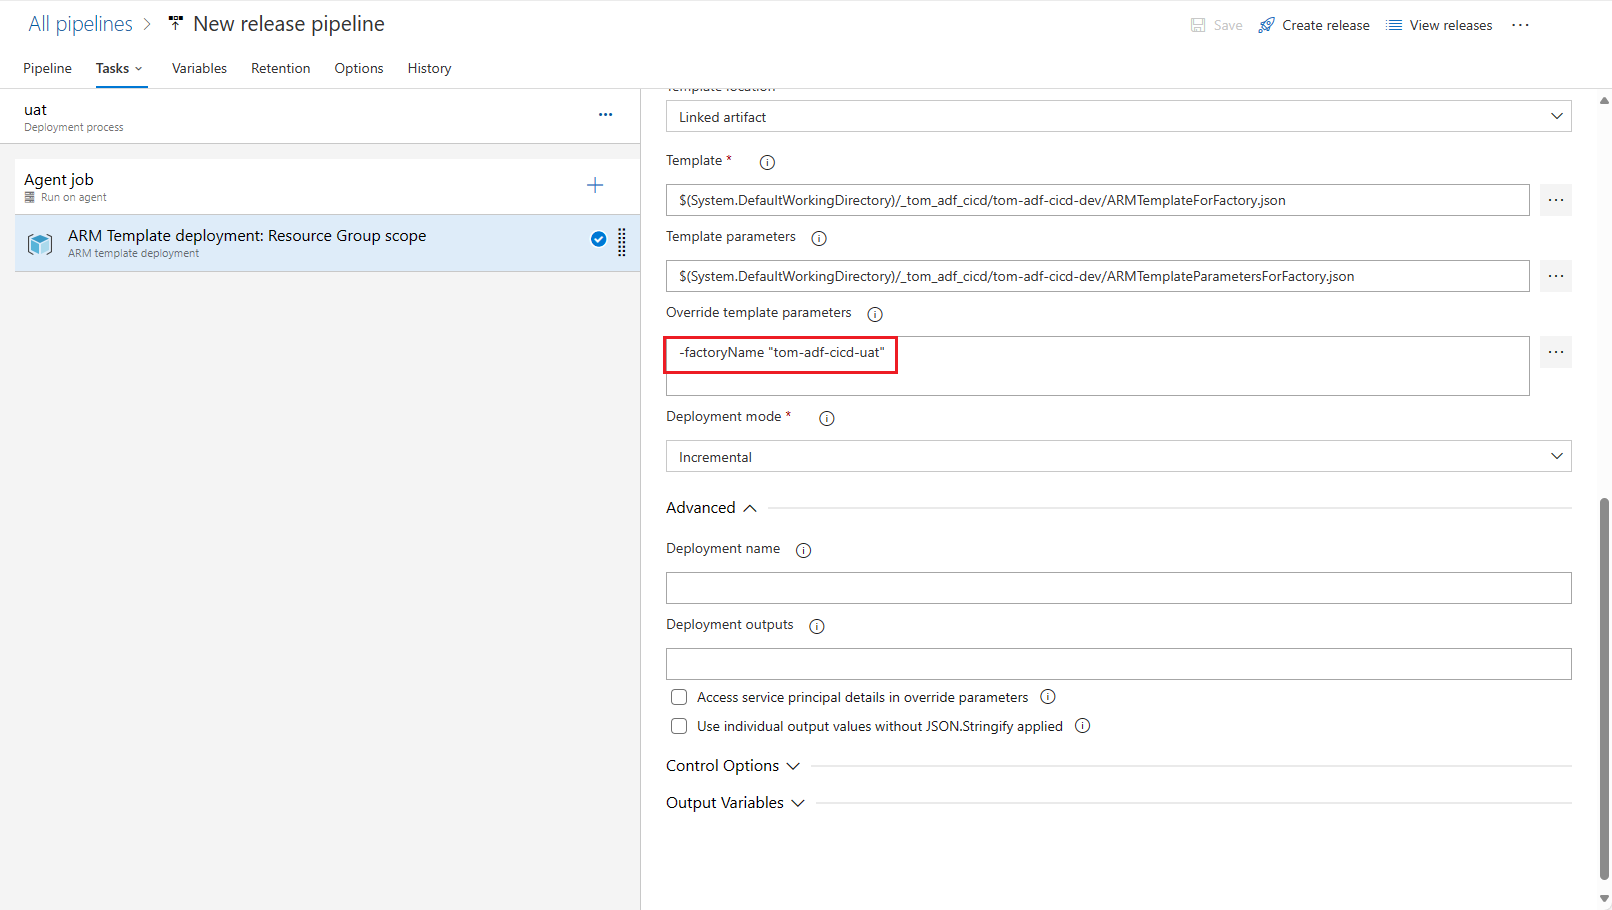 All pipelines > New release pipeline
Save Create release View releases ...
Pipeline Tasks Variables Retention Options History
uat
Deployment process
Agent job
Run on agent
ARM Template deployment: Resource Group scope
ARM template deployment
Template location
Linked artifact
Template *
$(System.DefaultWorkingDirectory)/_tom_adf_cicd/tom-adf-cicd-dev/ARMTemplateForFactory.json
Template parameters
$(System.DefaultWorkingDirectory)/_tom_adf_cicd/tom-adf-cicd-dev/ARMTemplateParametersForFactory.json
Override template parameters
-factoryName "tom-adf-cicd-uat"
Deployment mode *
Incremental
Advanced
Deployment name
Deployment outputs
Access service principal details in override parameters
Use individual output values without JSON.Stringify applied
Control Options
Output Variables